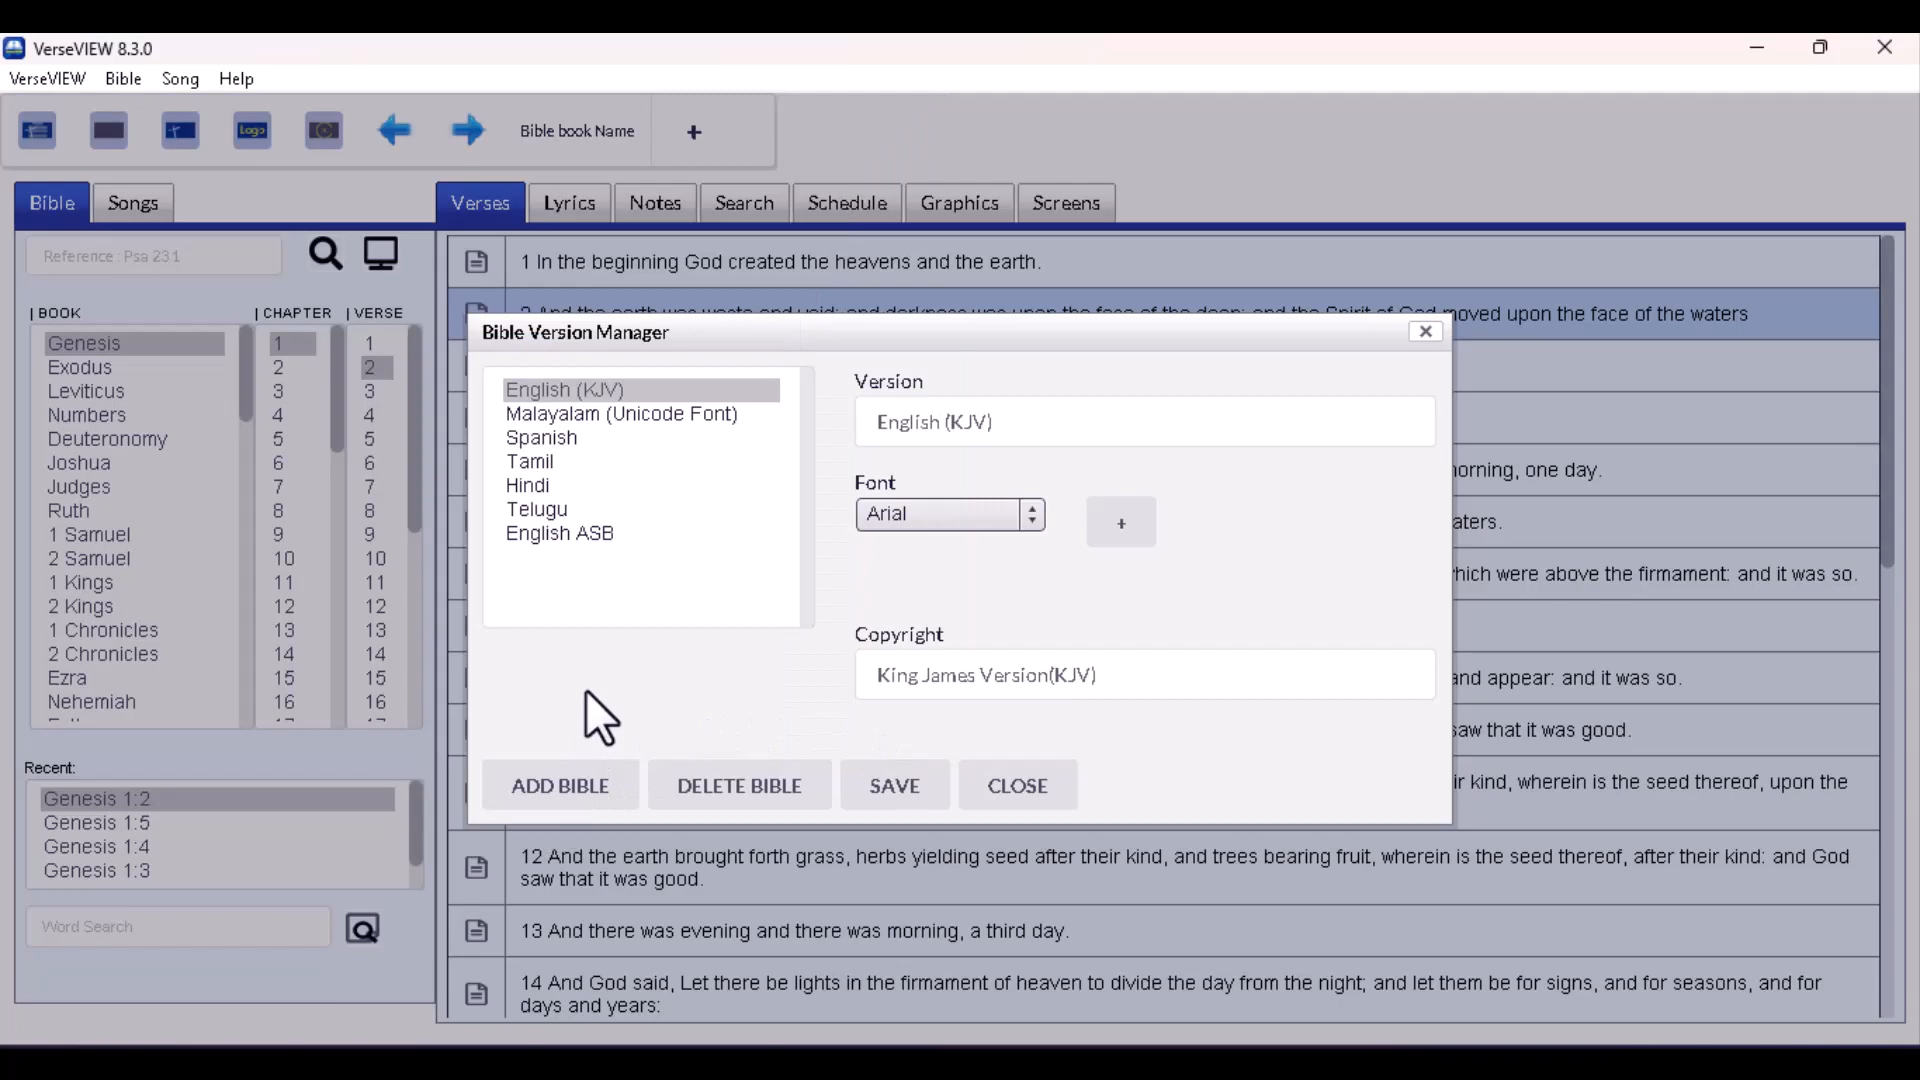 VerseVIEW 8.3.0
VerseVIEW Bible Song Help
Logo
Bible book Name
+
Bible Songs
Verses Lyrics Notes Search Schedule Graphics Screens
Reference : Psa 23 1
| BOOK | CHAPTER | VERSE
Genesis 1 1
Exodus 2 2
Leviticus 3 3
Numbers 4 4
Deuteronomy 5 5
Joshua 6 6
Judges 7 7
Ruth 8 8
1 Samuel 9 9
2 Samuel 10 10
1 Kings 11 11
2 Kings 12 12
1 Chronicles 13 13
2 Chronicles 14 14
Ezra 15 15
Nehemiah 16 16
Recent:
Genesis 1:2
Genesis 1:5
Genesis 1:4
Genesis 1:3
Word Search
1 In the beginning God created the heavens and the earth.
2 And the earth was waste and void; and darkness was upon the face of the deep: and the Spirit of God moved upon the face of the waters
Bible Version Manager
English (KJV)
Malayalam (Unicode Font)
Spanish
Tamil
Hindi
Telugu
English ASB
Version
English (KJV)
Font
Arial
+
Copyright
King James Version(KJV)
ADD BIBLE DELETE BIBLE SAVE CLOSE
orning, one day.
aters.
hich were above the firmament: and it was so.
and appear: and it was so.
saw that it was good.
ir kind, wherein is the seed thereof, upon the
12 And the earth brought forth grass, herbs yielding seed after their kind, and trees bearing fruit, wherein is the seed thereof, after their kind: and God
saw that it was good.
13 And there was evening and there was morning, a third day.
14 And God said, Let there be lights in the firmament of heaven to divide the day from the night; and let them be for signs, and for seasons, and for
days and years: